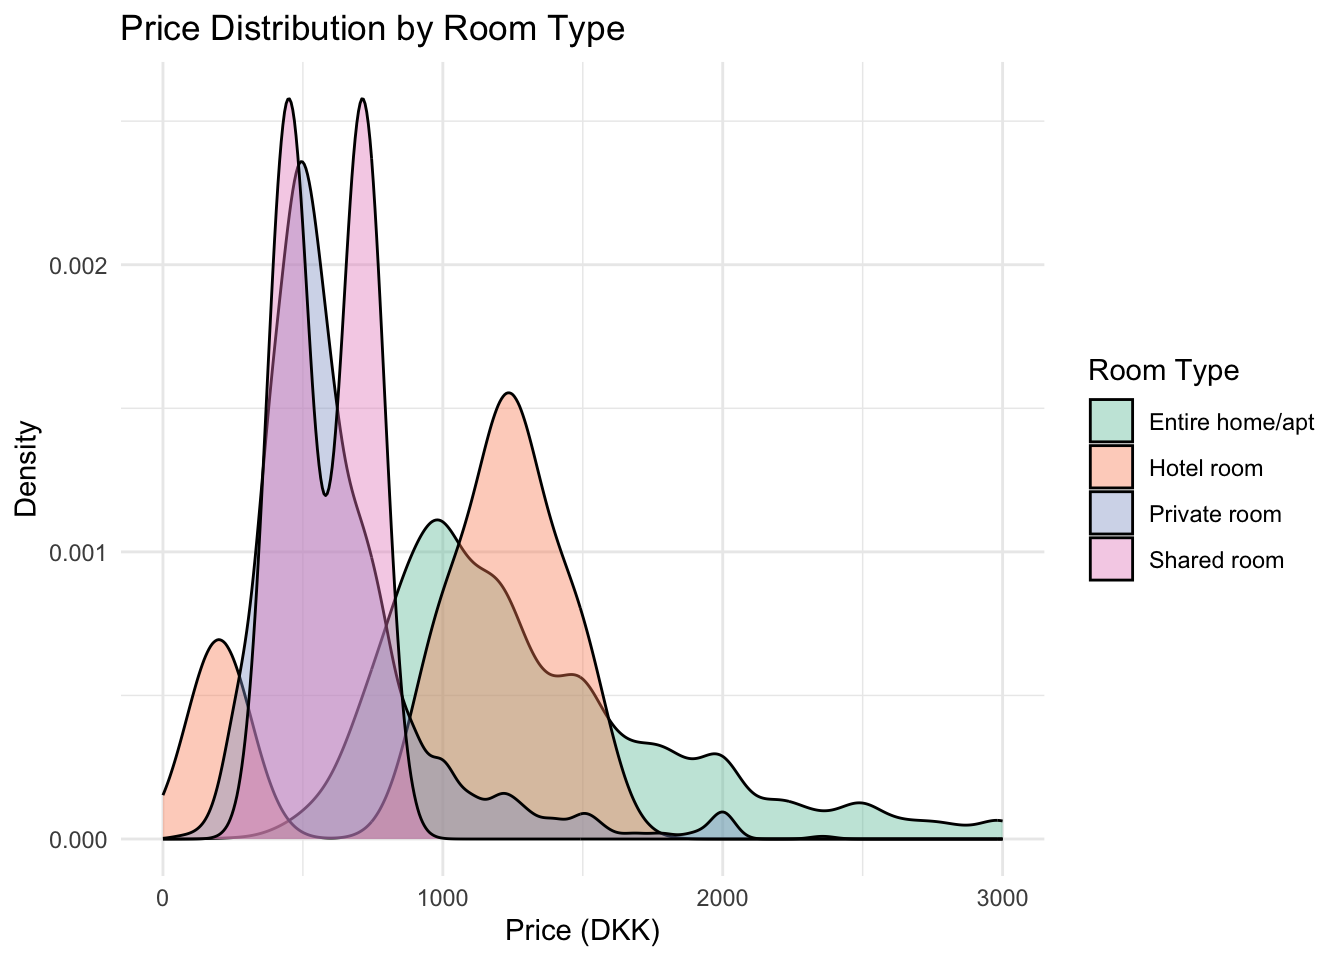 Price Distribution by Room Type
Density
0.002
0.001
0.000
0
1000
2000
3000
Price (DKK)
Room Type
Entire home/apt
Hotel room
Private room
Shared room